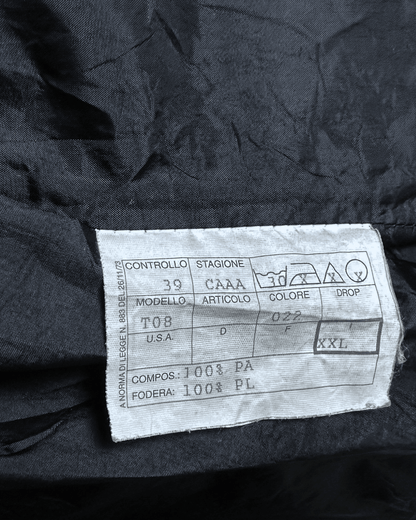 A NORMA DI LEGGE N. 883 DEL 26/11/73
CONTROLLO STAGIONE
39 CAAA 30
MODELLO ARTICOLO COLORE DROP
T08 022
U.S.A. D F I
XXL
COMPOS.: 100% PA
FODERA: 100% PL